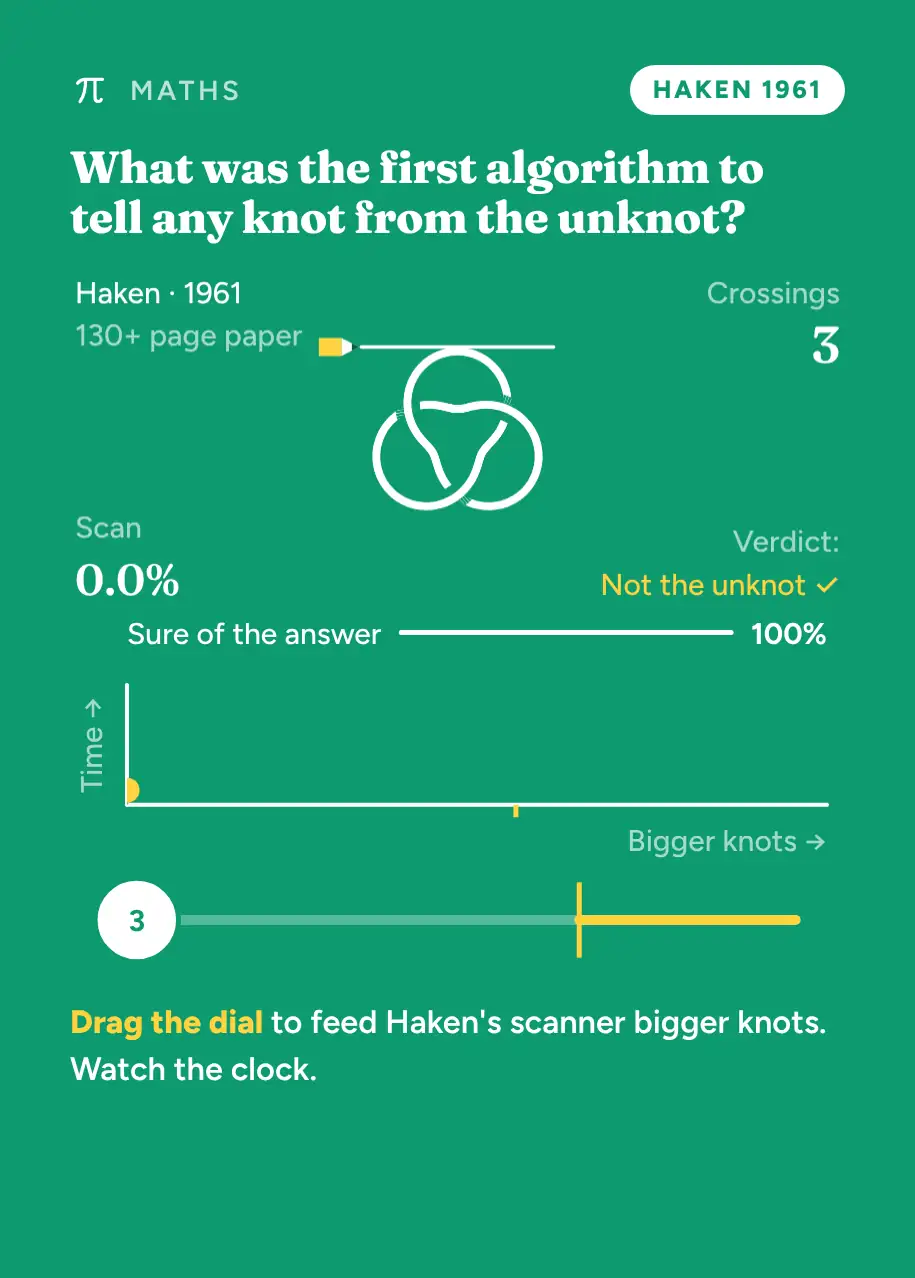 π MATHS
HAKEN 1961
What was the first algorithm to
tell any knot from the unknot?
Haken · 1961
130+ page paper
Crossings
3
Scan
0.0%
Verdict:
Not the unknot ✓
Sure of the answer 100%
Time →
Bigger knots →
3
Drag the dial to feed Haken's scanner bigger knots.
Watch the clock.